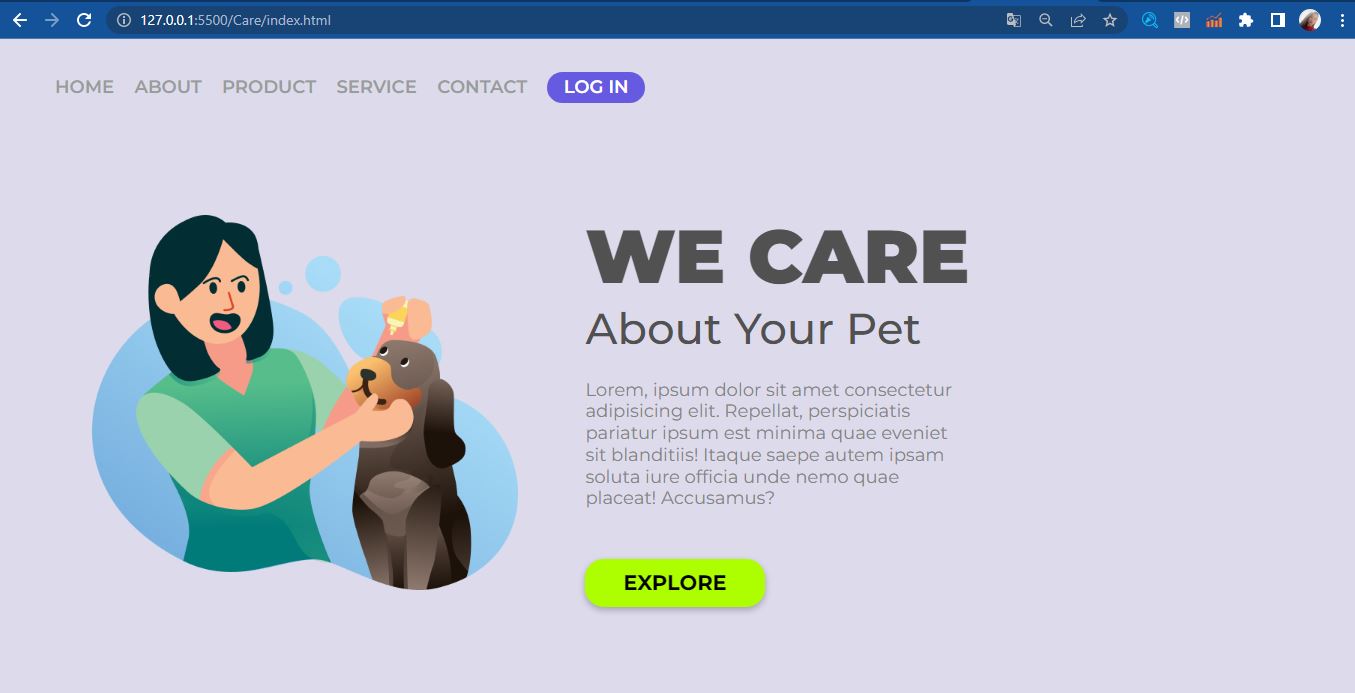 127.0.0.1:5500/Care/index.html
HOME ABOUT PRODUCT SERVICE CONTACT LOG IN
WE CARE
About Your Pet
Lorem, ipsum dolor sit amet consectetur
adipisicing elit. Repellat, perspiciatis
pariatur ipsum est minima quae eveniet
sit blanditiis! Itaque saepe autem ipsam
soluta iure officia unde nemo quae
placeat! Accusamus?
EXPLORE